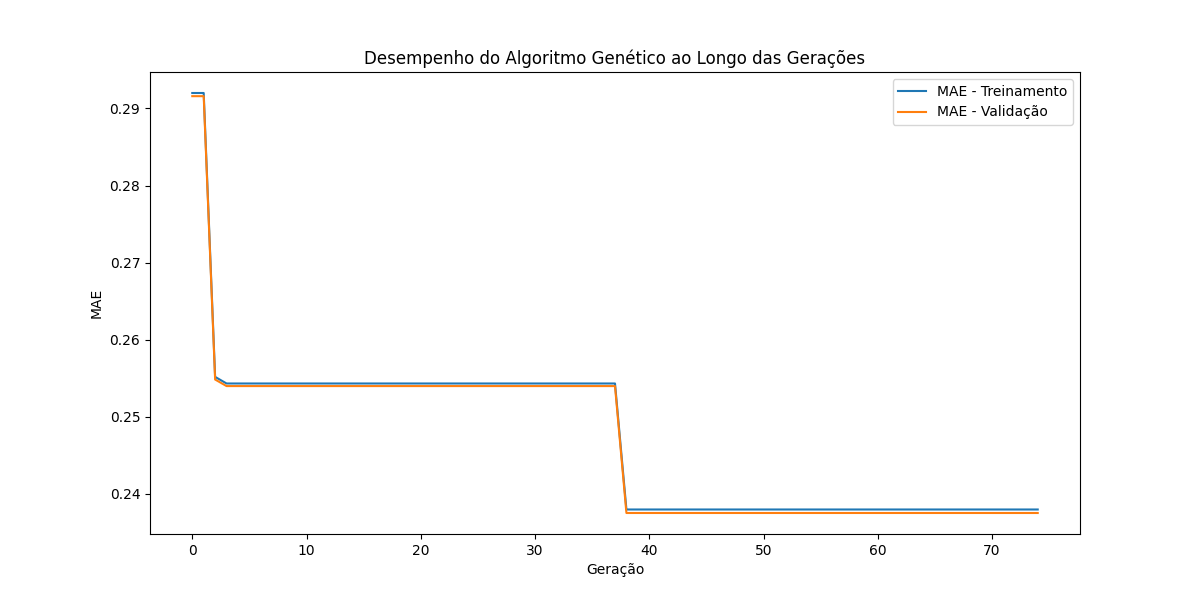 Desempenho do Algoritmo Genético ao Longo das Gerações
MAE - Treinamento
MAE - Validação
0.29
0.28
0.27
0.26
0.25
0.24
MAE
0 10 20 30 40 50 60 70
Geração